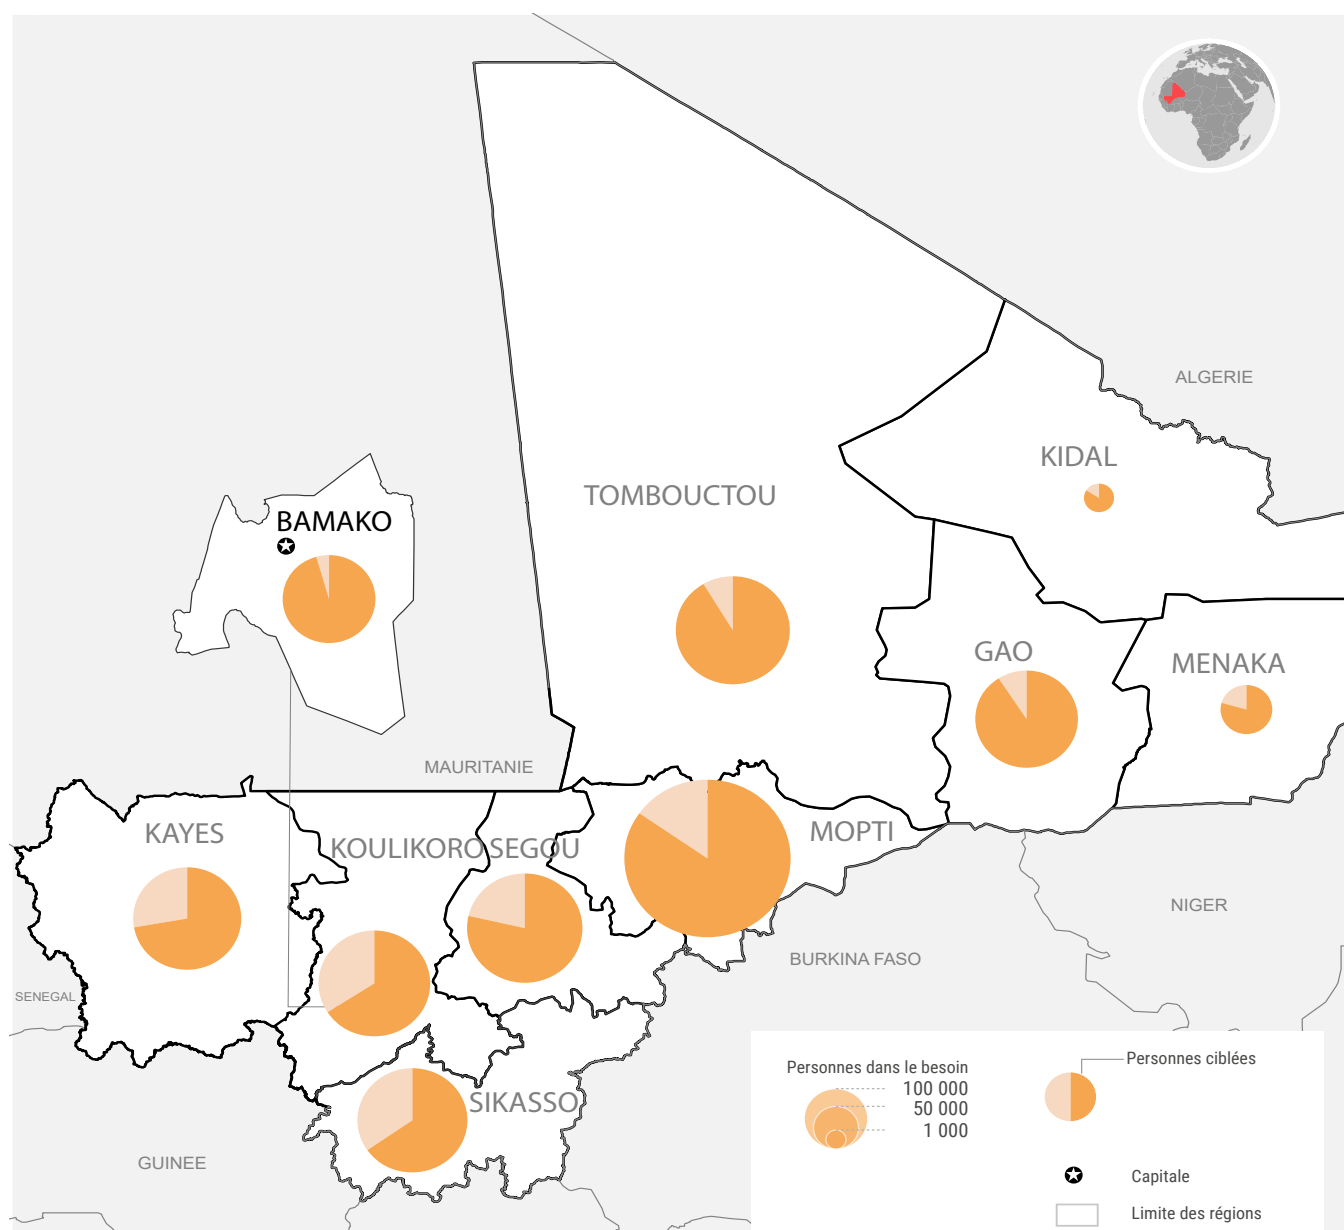 ALGERIE
KIDAL
TOMBOUCTOU
BAMAKO
GAO
MENAKA
MAURITANIE
KAYES
KOULIKORO
SEGOU
MOPTI
NIGER
BURKINA FASO
SENEGAL
SIKASSO
GUINEE
Personnes dans le besoin
100 000
50 000
1 000
Personnes ciblées
Capitale
Limite des régions